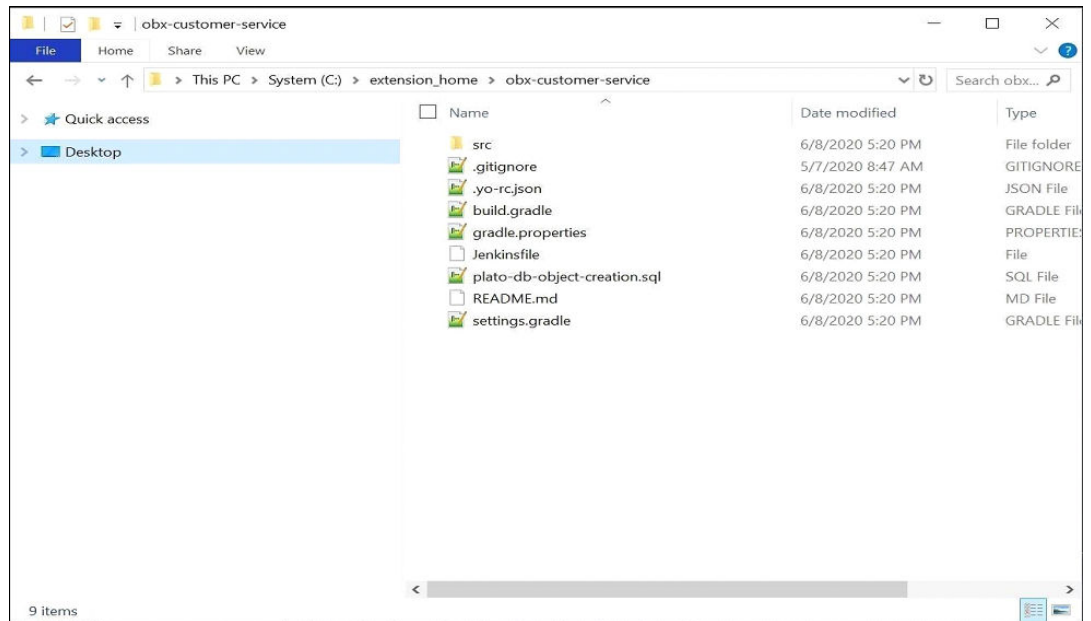 obx-customer-service
File Home Share View
This PC > System (C:) > extension_home > obx-customer-service Search obx...
Quick access
Desktop
Name Date modified Type
src 6/8/2020 5:20 PM File folder
.gitignore 5/7/2020 8:47 AM GITIGNORE
.yo-rc.json 6/8/2020 5:20 PM JSON File
build.gradle 6/8/2020 5:20 PM GRADLE Fil
gradle.properties 6/8/2020 5:20 PM PROPERTIE
Jenkinsfile 6/8/2020 5:20 PM File
plato-db-object-creation.sql 6/8/2020 5:20 PM SQL File
README.md 6/8/2020 5:20 PM MD File
settings.gradle 6/8/2020 5:20 PM GRADLE Fil
9 items